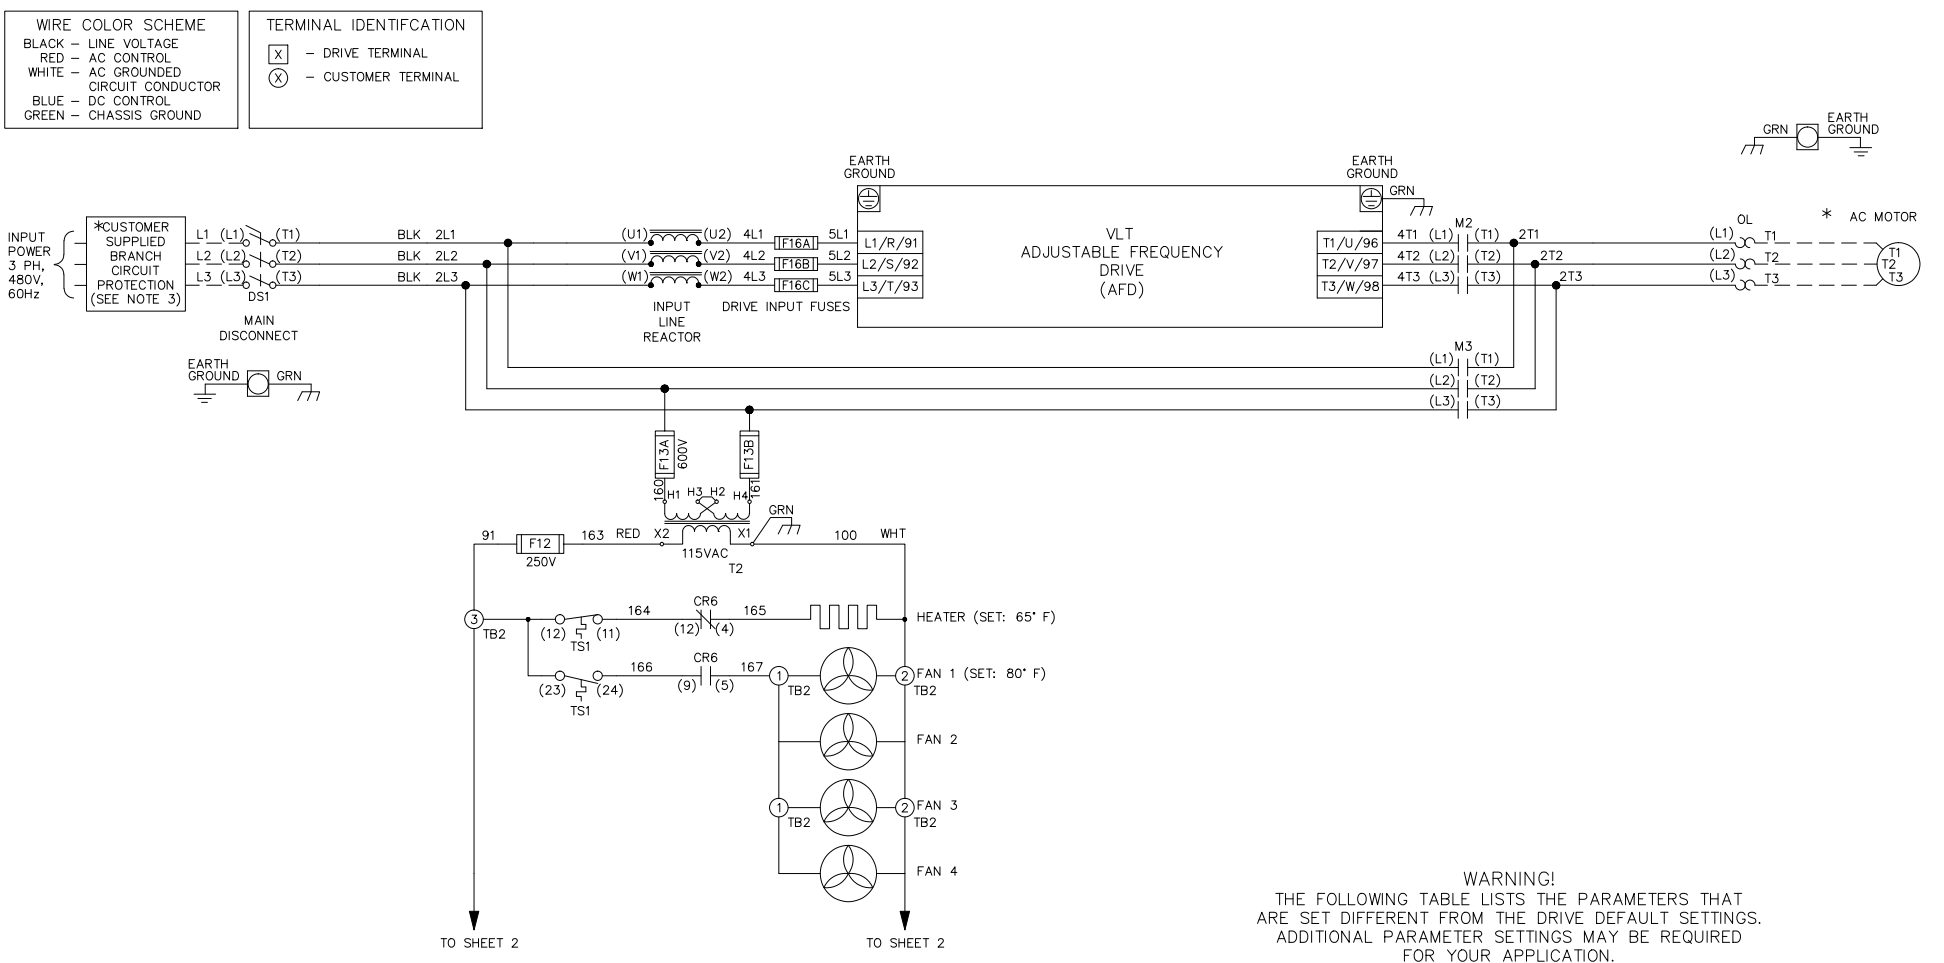 WIRE COLOR SCHEME
BLACK – LINE VOLTAGE
RED – AC CONTROL
WHITE – AC GROUNDED
CIRCUIT CONDUCTOR
BLUE – DC CONTROL
GREEN – CHASSIS GROUND
TERMINAL IDENTIFCATION
X – DRIVE TERMINAL
X – CUSTOMER TERMINAL
GRN
EARTH
GROUND
INPUT
POWER
3 PH,
480V,
60Hz
*CUSTOMER
SUPPLIED
BRANCH
CIRCUIT
PROTECTION
(SEE NOTE 3)
L1 (L1) (T1)
L2 (L2) (T2)
L3 (L3) (T3)
DS1
MAIN
DISCONNECT
EARTH
GROUND
GRN
BLK 2L1
BLK 2L2
BLK 2L3
(U1) (U2) 4L1 F16A 5L1
(V1) (V2) 4L2 F16B 5L2
(W1) (W2) 4L3 F16C 5L3
INPUT
LINE
REACTOR
DRIVE INPUT FUSES
EARTH
GROUND
L1/R/91
L2/S/92
L3/T/93
VLT
ADJUSTABLE FREQUENCY
DRIVE
(AFD)
EARTH
GROUND
GRN
T1/U/96
T2/V/97
T3/W/98
M2
4T1 (L1) (T1) 2T1
4T2 (L2) (T2) 2T2
4T3 (L3) (T3) 2T3
OL
(L1) T1
(L2) T2
(L3) T3
* AC MOTOR
T1
T2
T3
M3
(L1) (T1)
(L2) (T2)
(L3) (T3)
F13A
600V
F13B
160
161
H1 H3 H2 H4
GRN
91 F12 163 RED X2 X1 100 WHT
250V
115VAC
T2
3
TB2
(12) (11)
TS1
164
CR6
(12) (4)
165
HEATER (SET: 65° F)
(23) (24)
TS1
166
CR6
(9) (5)
167
1
TB2
2
TB2
FAN 1 (SET: 80° F)
FAN 2
1
TB2
2
TB2
FAN 3
FAN 4
TO SHEET 2
TO SHEET 2
WARNING!
THE FOLLOWING TABLE LISTS THE PARAMETERS THAT
ARE SET DIFFERENT FROM THE DRIVE DEFAULT SETTINGS.
ADDITIONAL PARAMETER SETTINGS MAY BE REQUIRED
FOR YOUR APPLICATION.